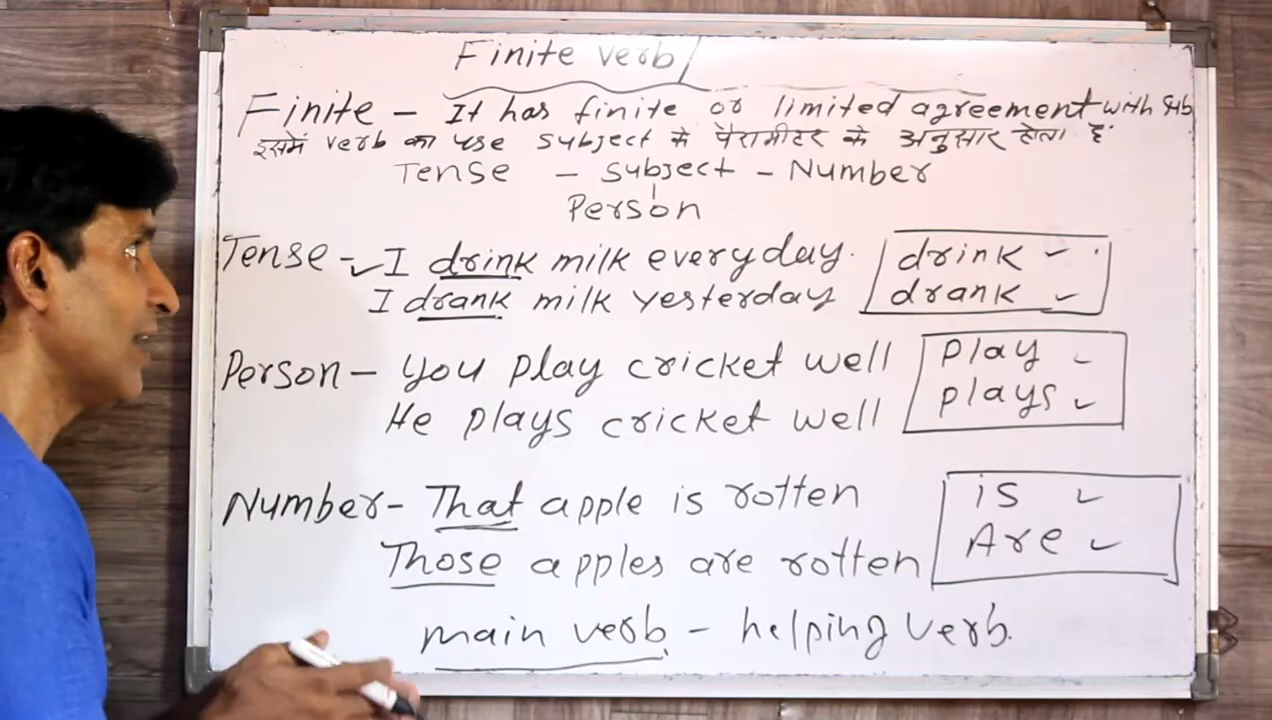 Finite verb
Finite - It has finite or limited agreement with sub
इसमें verb का use subject के पैरामीटर के अनुसार होता है.
Tense - Subject - Number
Person
Tense - I drink milk everyday.
drink
I drank milk yesterday
drank
Person - You play cricket well
Play
He plays cricket well
plays
Number - That apple is rotten
is
Those apples are rotten
Are
main verb - helping verb.